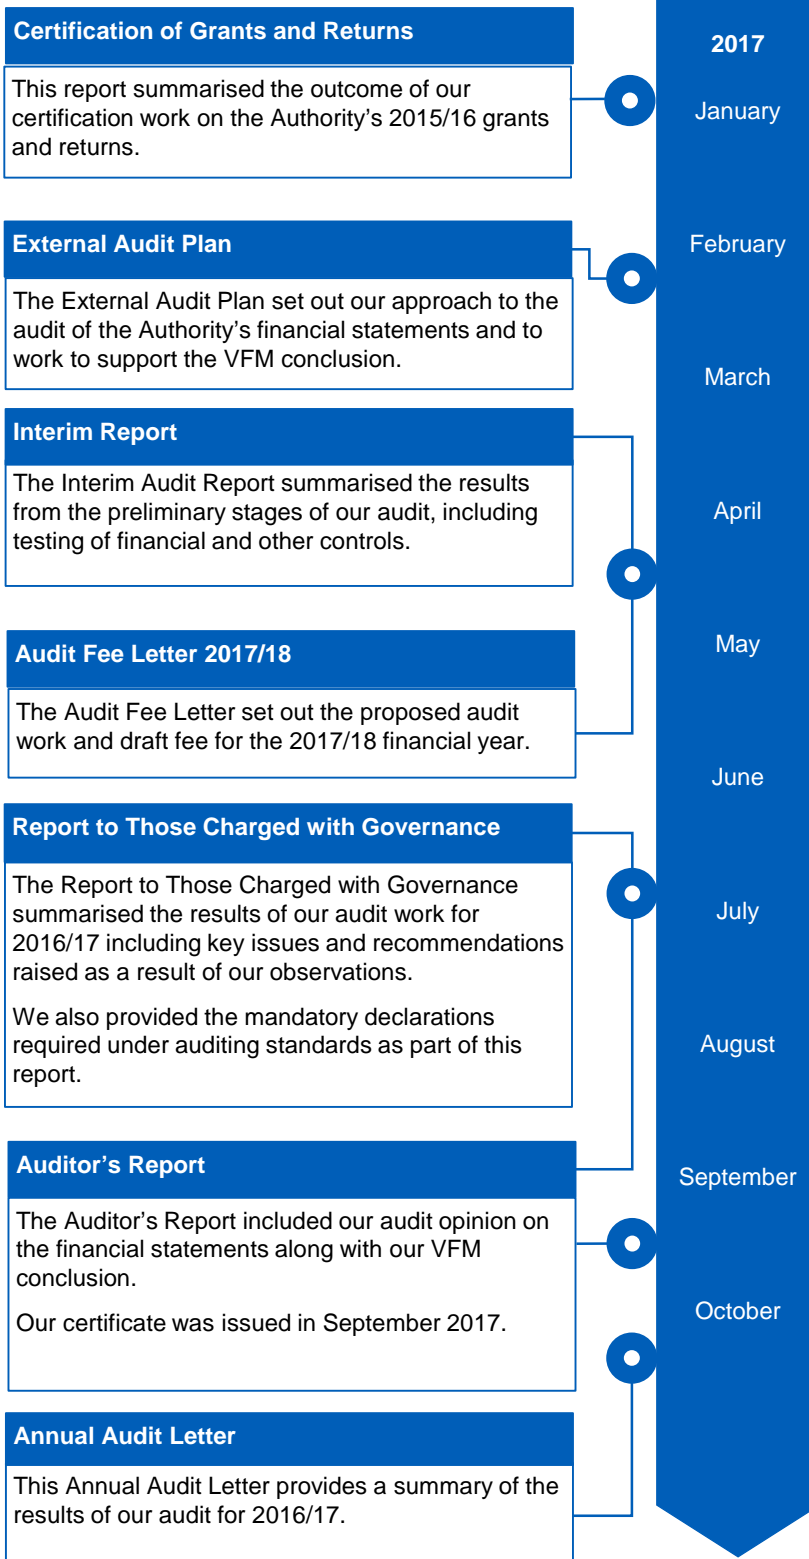 Certification of Grants and Returns
This report summarised the outcome of our
certification work on the Authority's 2015/16 grants
and returns.
External Audit Plan
The External Audit Plan set out our approach to the
audit of the Authority's financial statements and to
work to support the VFM conclusion.
Interim Report
The Interim Audit Report summarised the results
from the preliminary stages of our audit, including
testing of financial and other controls.
Audit Fee Letter 2017/18
The Audit Fee Letter set out the proposed audit
work and draft fee for the 2017/18 financial year.
Report to Those Charged with Governance
The Report to Those Charged with Governance
summarised the results of our audit work for
2016/17 including key issues and recommendations
raised as a result of our observations.
We also provided the mandatory declarations
required under auditing standards as part of this
report.
Auditor's Report
The Auditor's Report included our audit opinion on
the financial statements along with our VFM
conclusion.
Our certificate was issued in September 2017.
Annual Audit Letter
This Annual Audit Letter provides a summary of the
results of our audit for 2016/17.
2017
January
February
March
April
May
June
July
August
September
October